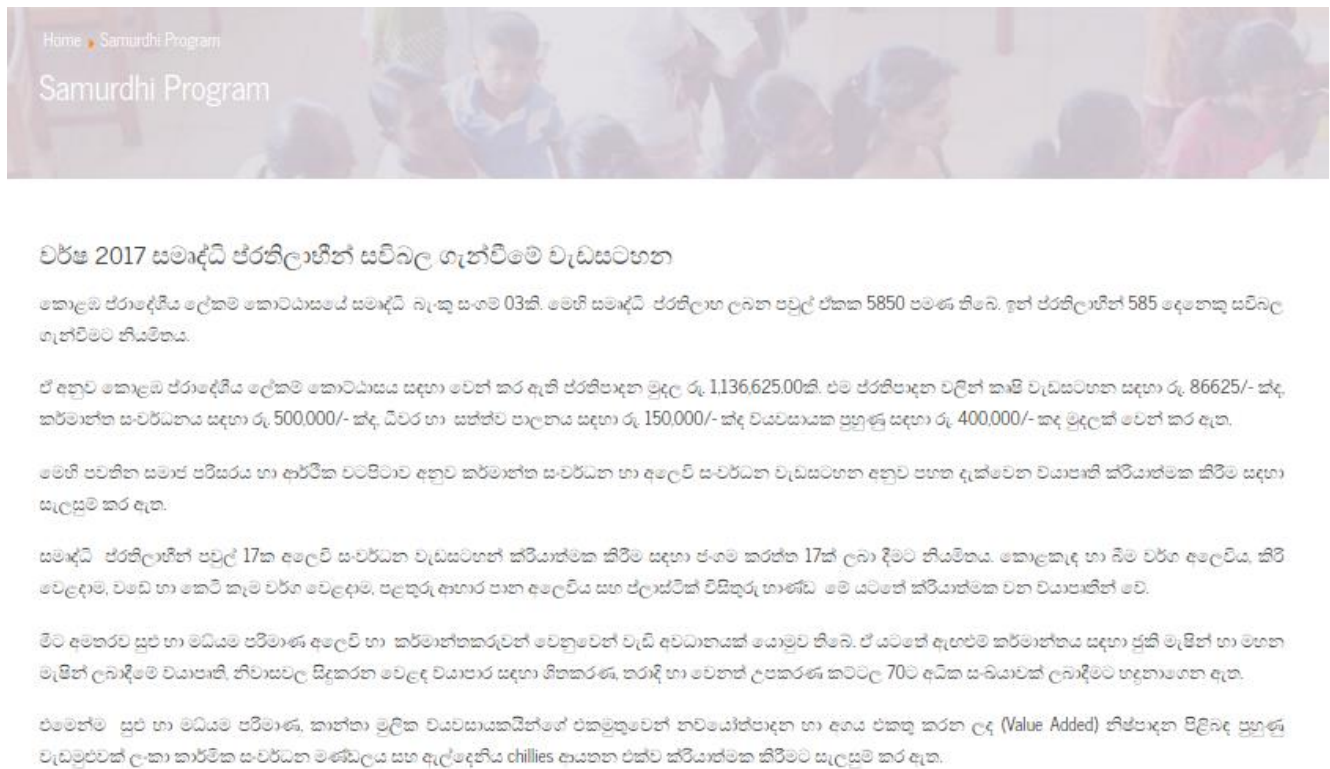 Home ▸ Samurdhi Program
Samurdhi Program
වර්ෂ 2017 සමෘද්ධි ප්රතිලාභීන් සවිබල ගැන්වීමේ වැඩසටහන
කොළඹ ප්රාදේශීය ලේකම් කොට්ඨාසයේ සමෘද්ධි බැංකු සංගම් 03කි. මෙහි සමෘද්ධි ප්රතිලාභ ලබන පවුල් ඒකක 5850 පමණ තිබේ. ඉන් ප්රතිලාභීන් 585 දෙනෙකු සවිබල
ගැන්වීමට නියමිතය.
ඒ අනුව කොළඹ ප්රාදේශීය ලේකම් කොට්ඨාසය සඳහා වෙන් කර ඇති ප්රතිපාදන මුදල රු. 1,136,625.00කි. එම ප්රතිපාදන වලින් කෘෂි වැඩසටහන සඳහා රු. 86625/- ක්ද,
කර්මාන්ත සංවර්ධනය සඳහා රු. 500,000/- ක්ද, ධීවර හා සත්ත්ව පාලනය සඳහා රු. 150,000/- ක්ද ව්යවසායක පුහුණු සඳහා රු. 400,000/- කද මුදලක් වෙන් කර ඇත.
මෙහි පවතින සමාජ පරිසරය හා ආර්ථික වටපිටාව අනුව කර්මාන්ත සංවර්ධන හා අලෙවි සංවර්ධන වැඩසටහන අනුව පහත දැක්වෙන ව්යාපෘති ක්රියාත්මක කිරීම සඳහා
සැලසුම් කර ඇත.
සමෘද්ධි ප්රතිලාභීන් පවුල් 17ක අලෙවි සංවර්ධන වැඩසටහන් ක්රියාත්මක කිරීම සඳහා ජංගම කරත්ත 17ක් ලබා දීමට නියමිතය. කොළකැඳ හා බීම වර්ග අලෙවිය, කිරි
වෙළදාම, වඩේ හා කෙටි කෑම වර්ග වෙළදාම, පළතුරු ආහාර පාන අලෙවිය සහ ප්ලාස්ටික් විසිතුරු භාණ්ඩ මේ යටතේ ක්රියාත්මක වන ව්යාපෘතීන් වේ.
මීට අමතරව සුළු හා මධ්යම පරිමාණ අලෙවි හා කර්මාන්තකරුවන් වෙනුවෙන් වැඩි අවධානයක් යොමුව තිබේ. ඒ යටතේ ඇඟළුම් කර්මාන්තය සඳහා ජුකි මැෂින් හා මහන
මැෂින් ලබාදීමේ ව්යාපෘති, නිවාසවල සිදුකරන වෙළඳ ව්යාපාර සඳහා ශිතකරණ, තරාදි හා වෙනත් උපකරණ කට්ටල 70ට අධික සංඛ්යාවක් ලබාදීමට හදුනාගෙන ඇත.
එමෙන්ම සුළු හා මධ්යම පරිමාණ, කාන්තා මුලික ව්යවසායකයින්ගේ එකමුතුවෙන් නවයෝත්පාදන හා අගය එකතු කරන ලද (Value Added) නිෂ්පාදන පිළිබද පුහුණු
වැඩමුළුවක් ලංකා කාර්මික සංවර්ධන මණ්ඩලය සහ ඇල්දෙනිය chillies ආයතන එක්ව ක්රියාත්මක කිරීමට සැලසුම් කර ඇත.